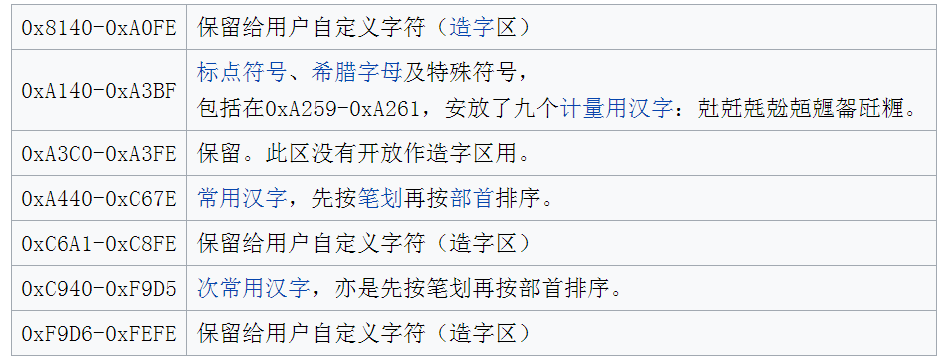 0x8140-0xA0FE 保留给用户自定义字符（造字区）
0xA140-0xA3BF 标点符号、希腊字母及特殊符号，
包括在0xA259-0xA261，安放了九个计量用汉字：兙兛兞兝兡兣嗧瓩糎。
0xA3C0-0xA3FE 保留。此区没有开放作造字区用。
0xA440-0xC67E 常用汉字，先按笔划再按部首排序。
0xC6A1-0xC8FE 保留给用户自定义字符（造字区）
0xC940-0xF9D5 次常用汉字，亦是先按笔划再按部首排序。
0xF9D6-0xFEFE 保留给用户自定义字符（造字区）